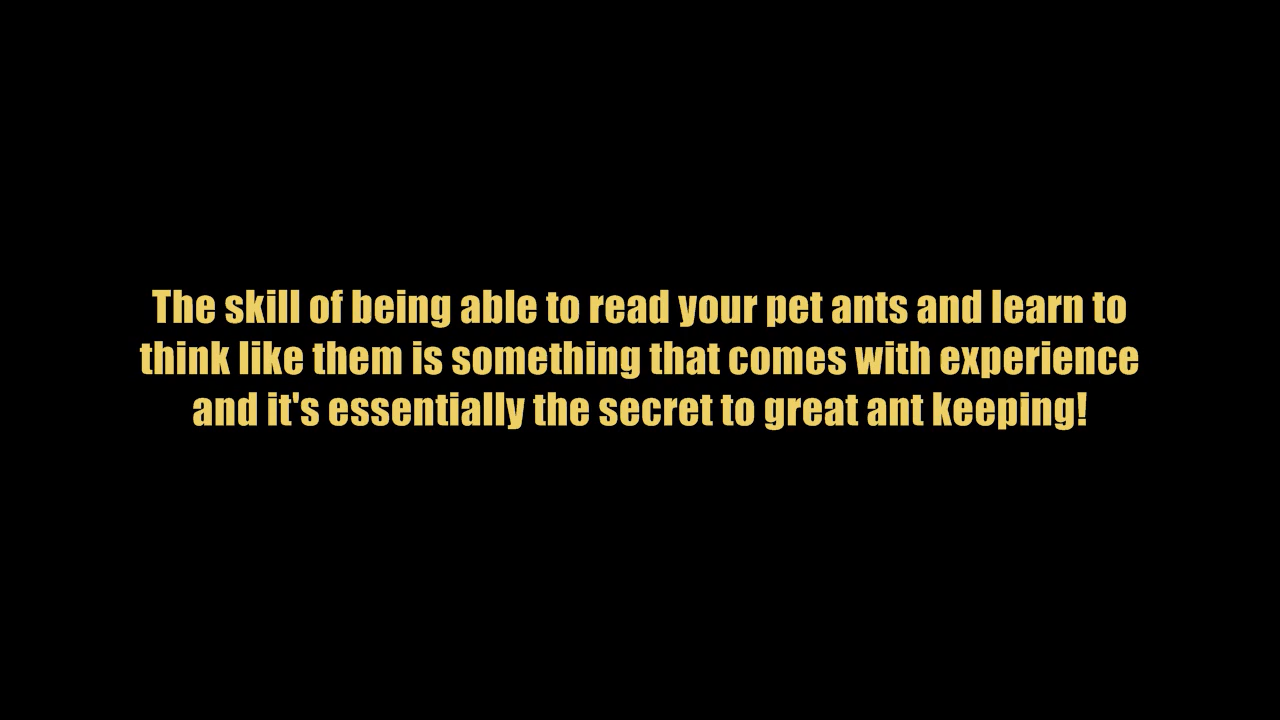 The skill of being able to read your pet ants and learn to
think like them is something that comes with experience
and it's essentially the secret to great ant keeping!